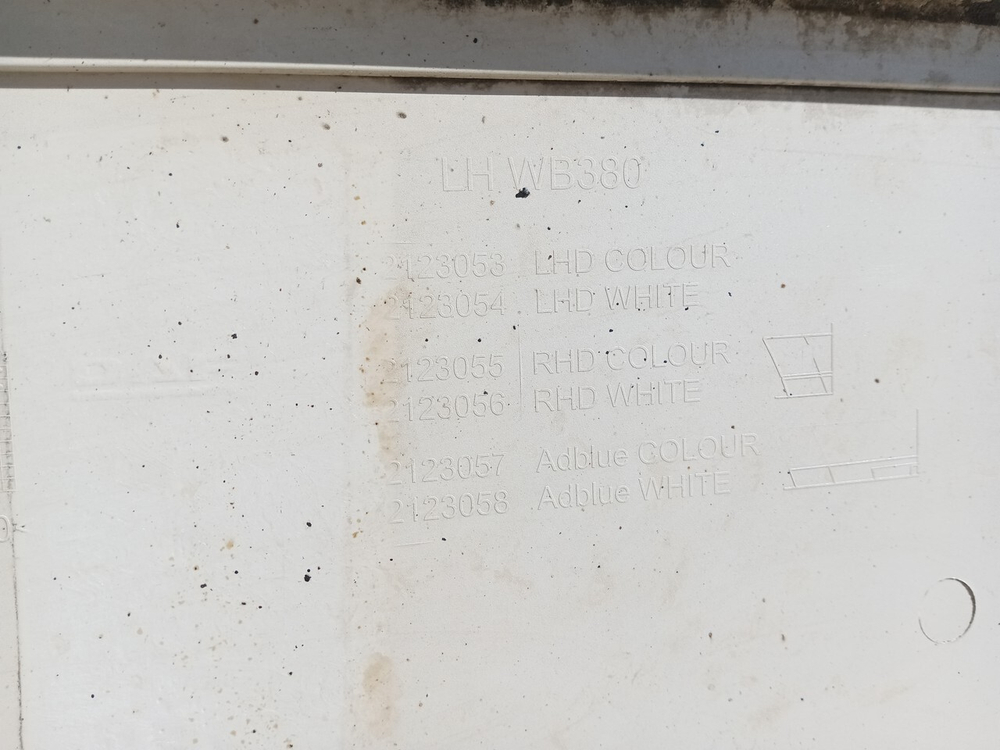 LH WB380
2123053 LHD COLOUR
2123054 LHD WHITE
2123055 RHD COLOUR
2123056 RHD WHITE
2123057 Adblue COLOUR
2123058 Adblue WHITE